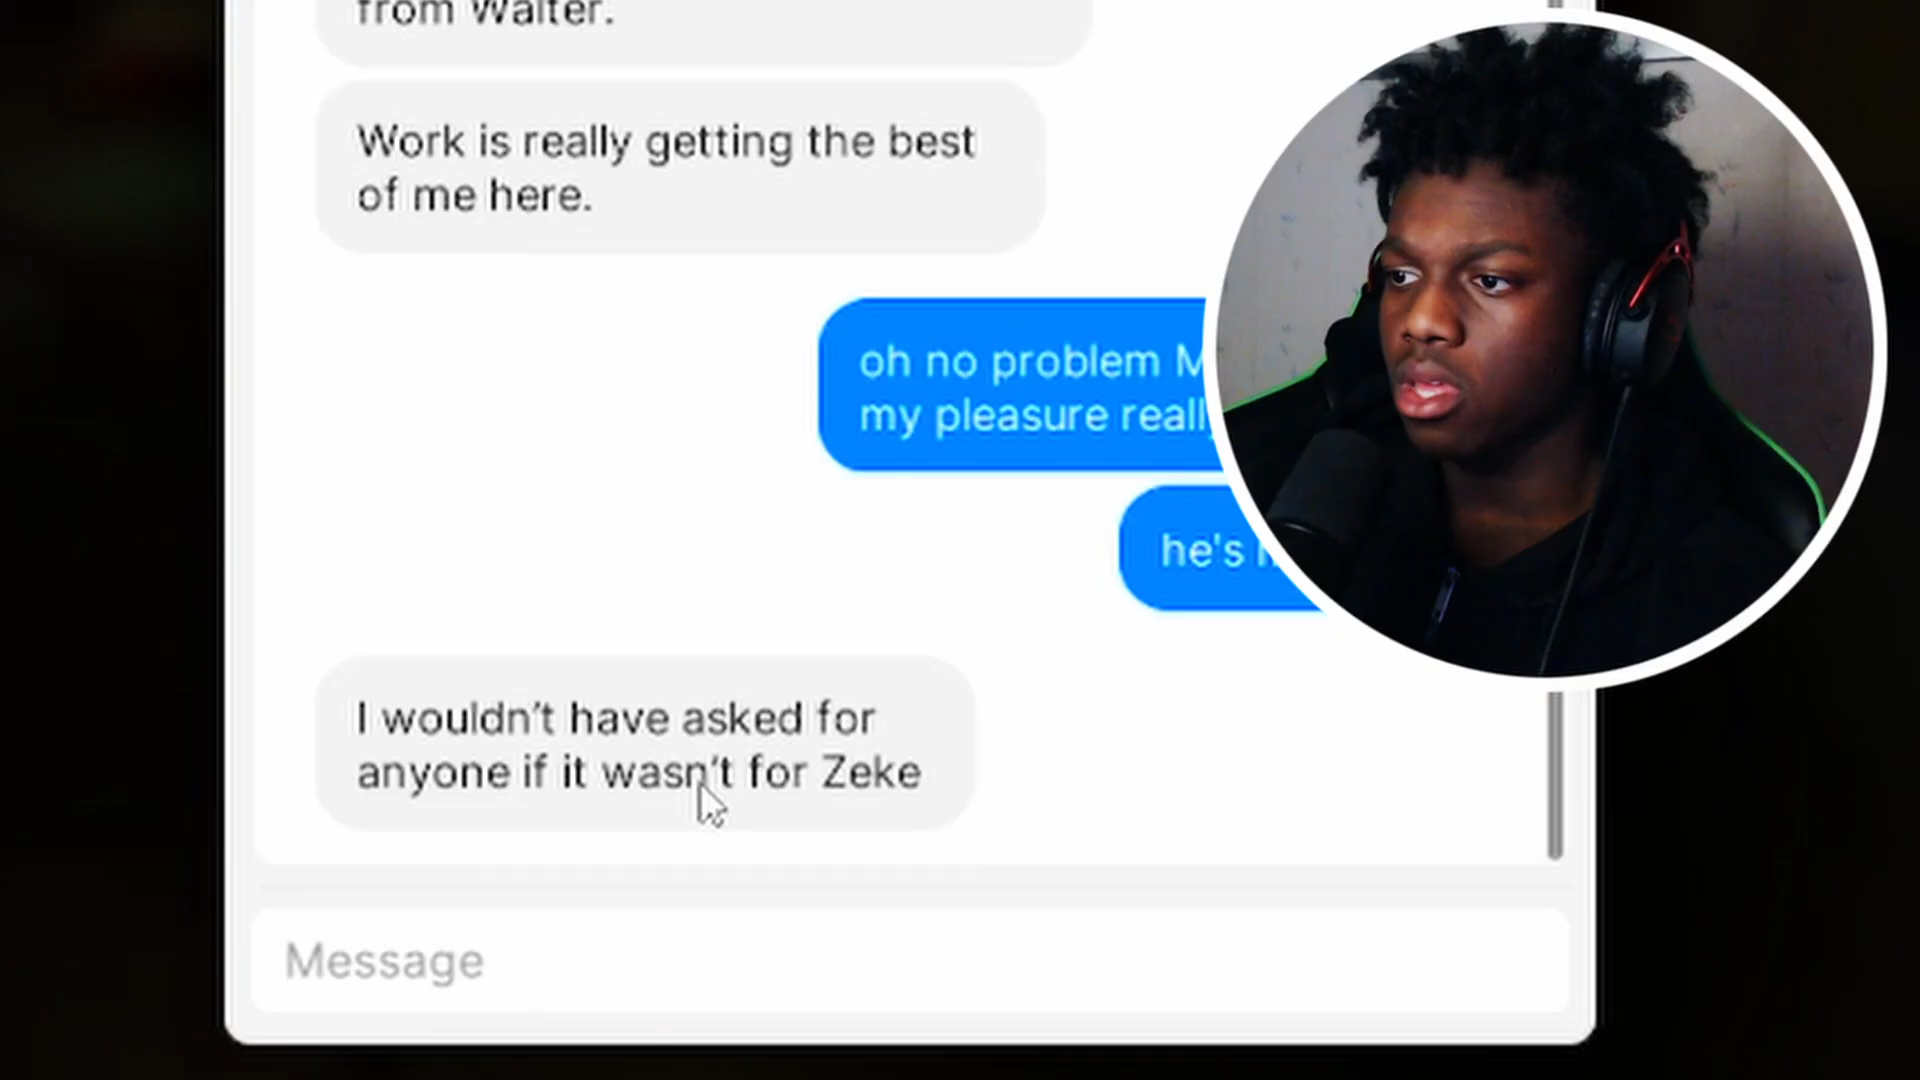 from Walter.
Work is really getting the best
of me here.
oh no problem
my pleasure
he's
I wouldn't have asked for
anyone if it wasn't for Zeke
Message